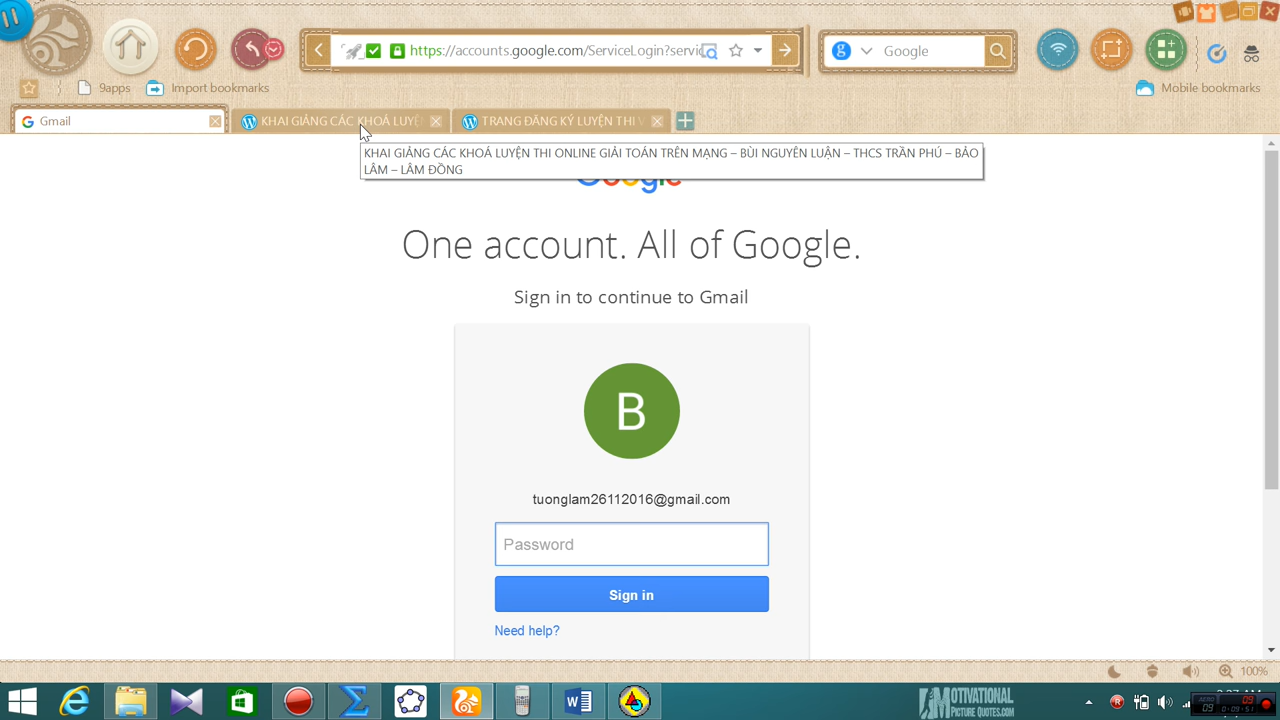 https://accounts.google.com/ServiceLogin?servic
Google
9apps
Import bookmarks
Mobile bookmarks
Gmail
KHAI GIẢNG CÁC KHOÁ LUYỆ
TRANG ĐĂNG KÝ LUYỆN THI V
KHAI GIẢNG CÁC KHOÁ LUYỆN THI ONLINE GIẢI TOÁN TRÊN MẠNG – BÙI NGUYÊN LUẬN – THCS TRẦN PHÚ – BẢO
LÂM – LÂM ĐỒNG
Google
One account. All of Google.
Sign in to continue to Gmail
B
tuonglam26112016@gmail.com
Password
Sign in
Need help?
100%
MOTIVATIONAL
PICTURE QUOTES.COM